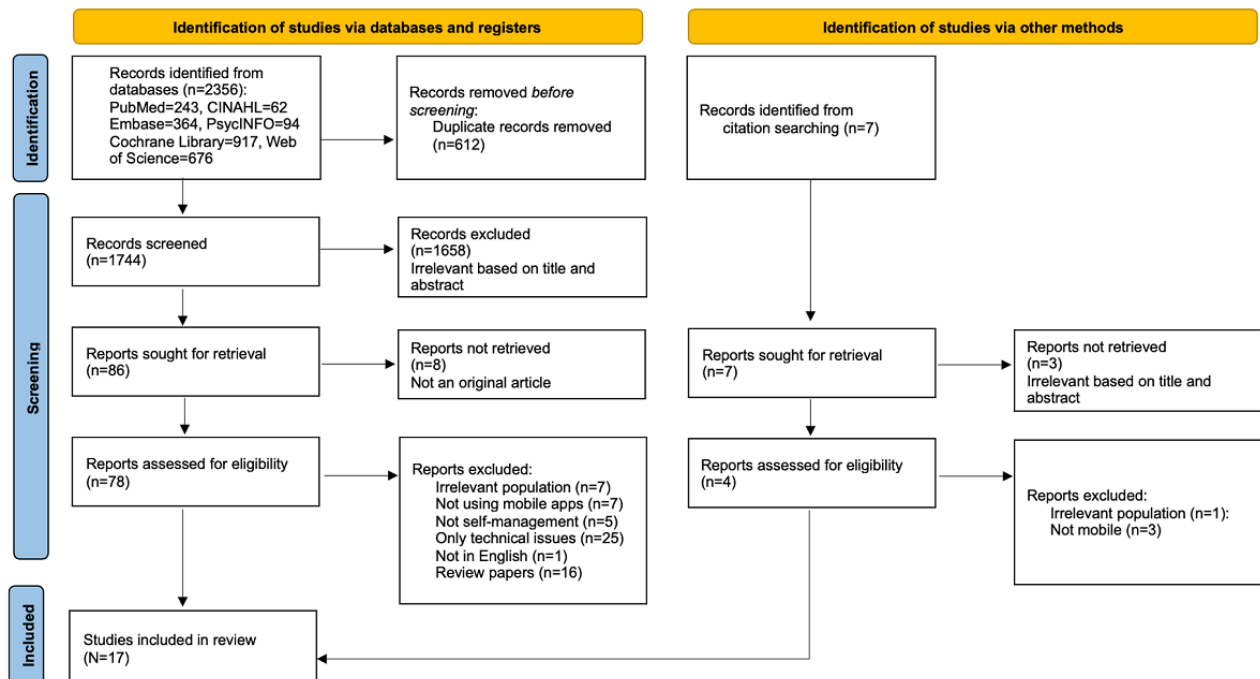 Identification of studies via databases and registers
Identification of studies via other methods
Identification
Records identified from
databases (n=2356):
PubMed=243, CINAHL=62
Embase=364, PsycINFO=94
Cochrane Library=917, Web
of Science=676
Records removed before
screening:
Duplicate records removed
(n=612)
Records identified from
citation searching (n=7)
Screening
Records screened
(n=1744)
Records excluded
(n=1658)
Irrelevant based on title and
abstract
Reports sought for retrieval
(n=86)
Reports not retrieved
(n=8)
Not an original article
Reports sought for retrieval
(n=7)
Reports not retrieved
(n=3)
Irrelevant based on title and
abstract
Reports assessed for eligibility
(n=78)
Reports excluded:
Irrelevant population (n=7)
Not using mobile apps (n=7)
Not self-management (n=5)
Only technical issues (n=25)
Not in English (n=1)
Review papers (n=16)
Reports assessed for eligibility
(n=4)
Reports excluded:
Irrelevant population (n=1):
Not mobile (n=3)
Included
Studies included in review
(N=17)